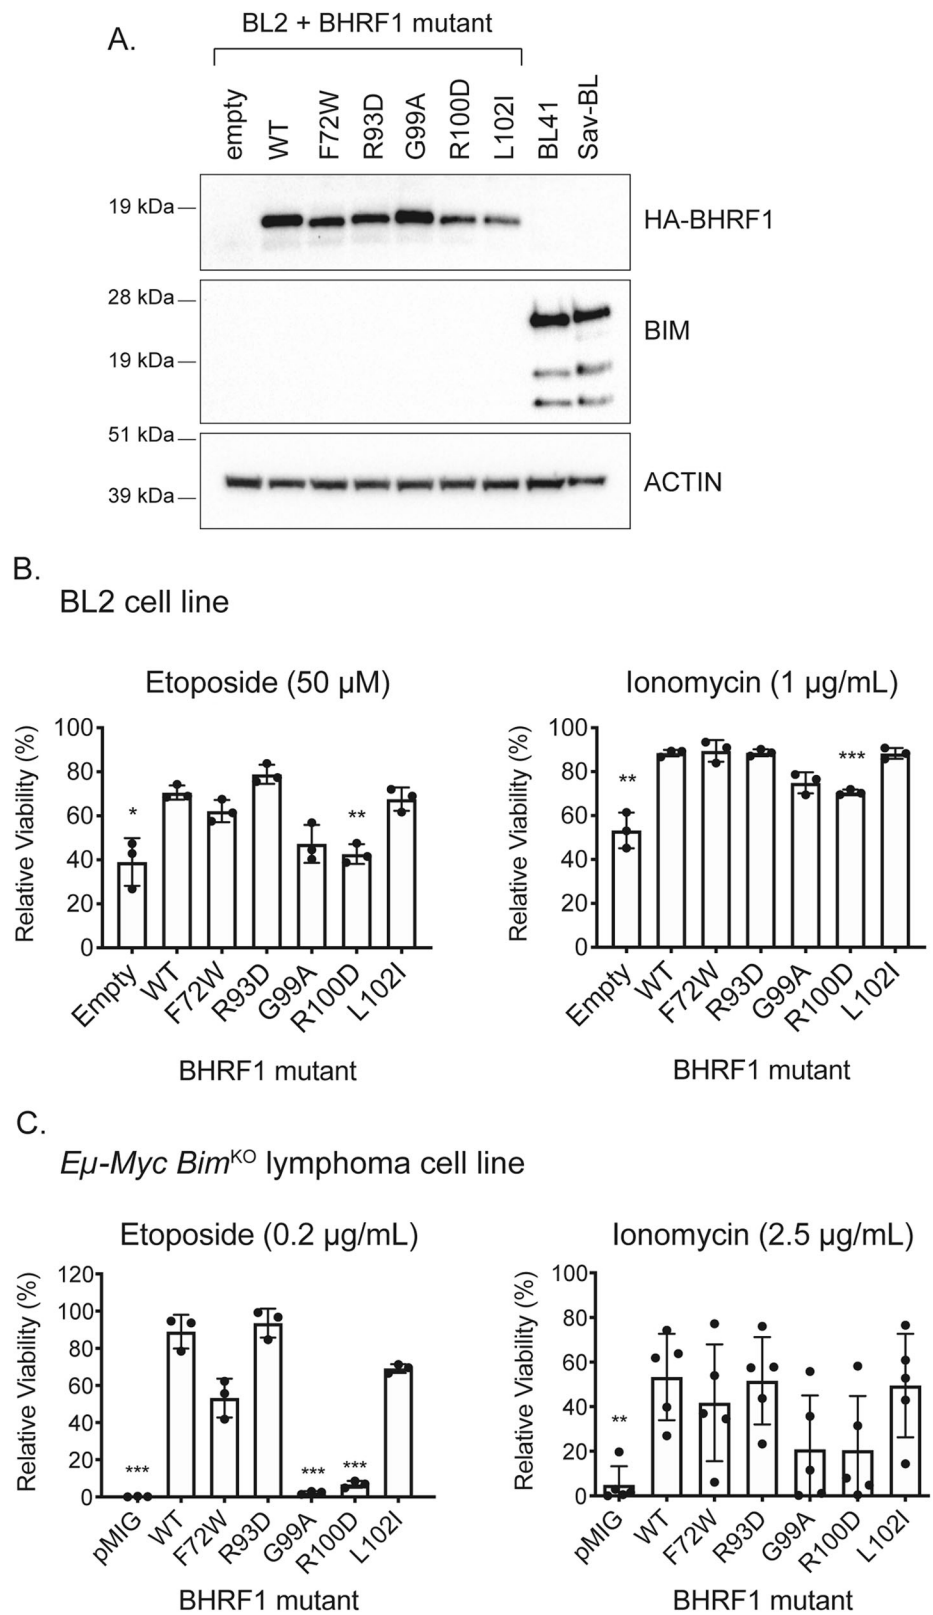 A.
BL2 + BHRF1 mutant
empty
WT
F72W
R93D
G99A
R100D
L102I
BL41
Sav-BL
19 kDa
HA-BHRF1
28 kDa
BIM
19 kDa
51 kDa
ACTIN
39 kDa
B.
BL2 cell line
Etoposide (50 µM)
Relative Viability (%)
100
80
60
40
20
0
*
**
Empty
WT
F72W
R93D
G99A
R100D
L102I
BHRF1 mutant
Ionomycin (1 µg/mL)
Relative Viability (%)
100
80
60
40
20
0
**
***
Empty
WT
F72W
R93D
G99A
R100D
L102I
BHRF1 mutant
C.
Eµ-Myc BimKO lymphoma cell line
Etoposide (0.2 µg/mL)
Relative Viability (%)
120
100
80
60
40
20
0
***
***
***
pMIG
WT
F72W
R93D
G99A
R100D
L102I
BHRF1 mutant
Ionomycin (2.5 µg/mL)
Relative Viability (%)
100
80
60
40
20
0
**
pMIG
WT
F72W
R93D
G99A
R100D
L102I
BHRF1 mutant